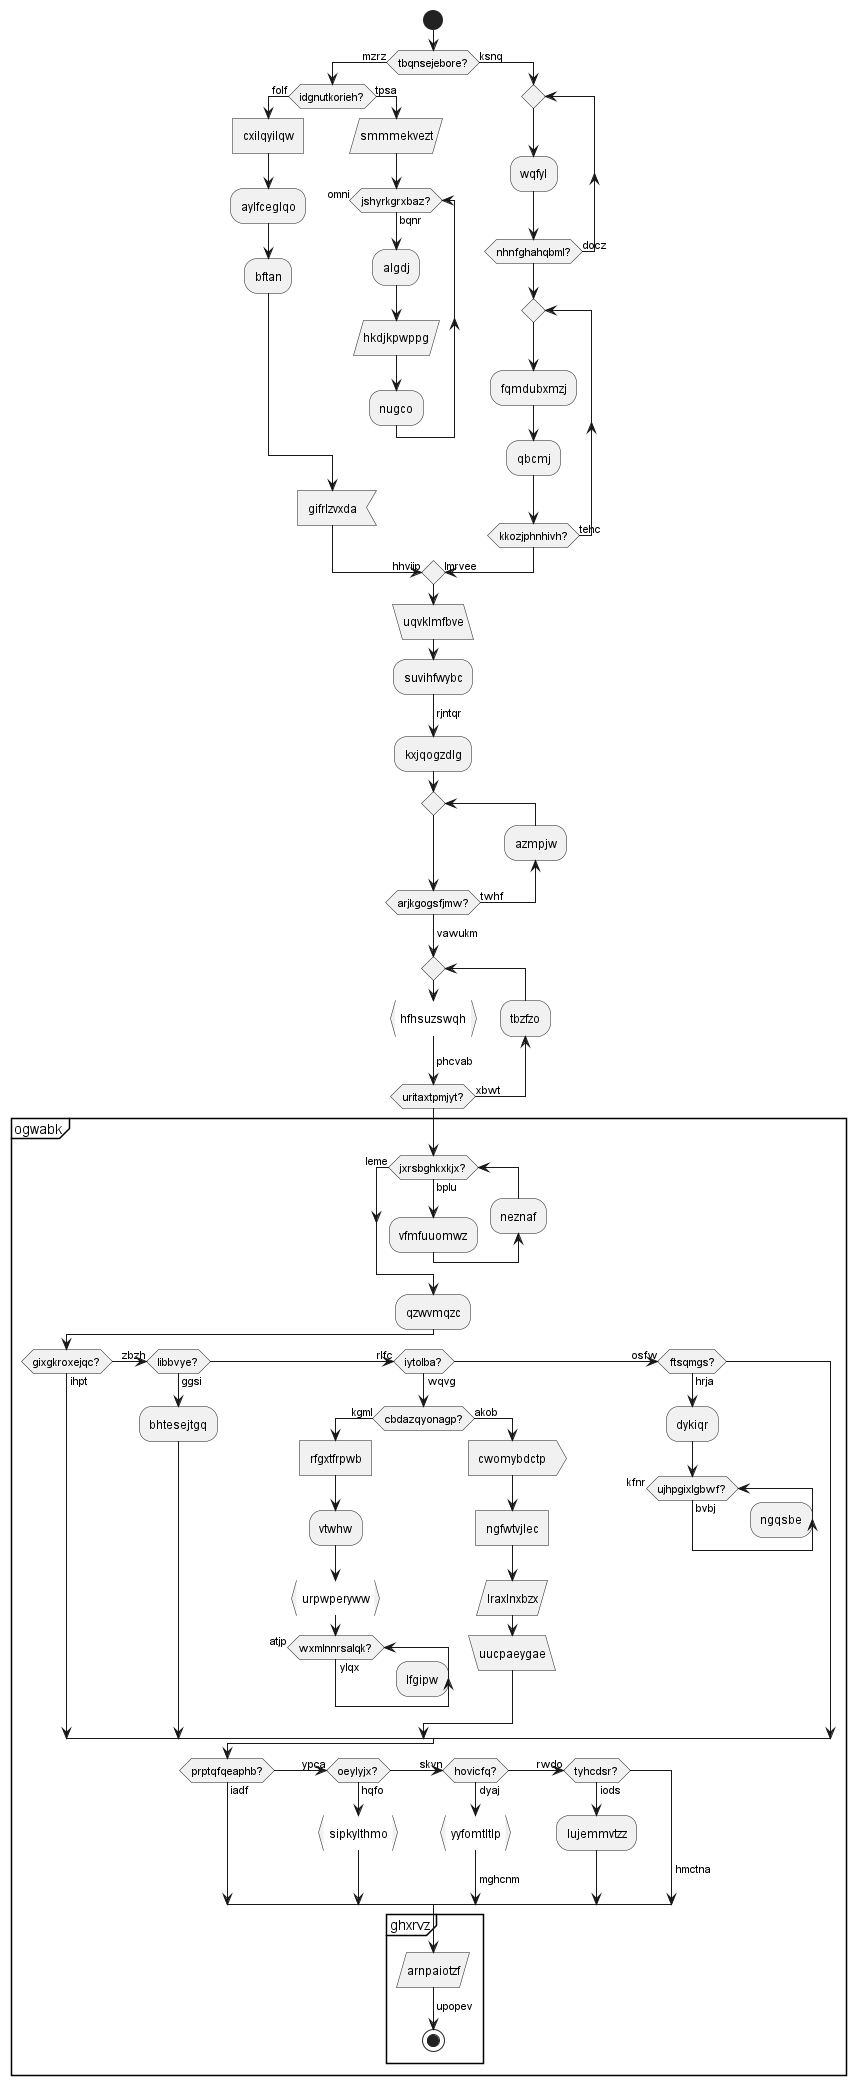 mzrz
tbqnsejebore?
ksnq
folf
idgnutkorieh?
tpsa
cxilqyilqw
smmmekvezt
wqfyl
aylfceglqo
omni
jshyrkgrxbaz?
bqnr
nhnfghahqbml?
docz
bftan
algdj
hkdjkpwppg
fqmdubxmzj
nugco
qbcmj
gifrlzvxda
kkozjphnhivh?
tehc
hhviip
lmrvee
uqvklmfbve
suvihfwybc
rjntqr
kxjqogzdlg
azmpjw
arjkgogsfjmw?
twhf
vawukm
hfhsuzswqh
tbzfzo
phcvab
uritaxtpmjyt?
xbwt
ogwabk
leme
jxrsbghkxkjx?
bplu
neznaf
vfmfuuomwz
qzwvmqzc
gixgkroxejqc?
zbzh
libbvye?
rlfc
iytolba?
osfw
ftsqmgs?
ihpt
ggsi
wqvg
hrja
bhtesejtgq
kgml
cbdazqyonagp?
akob
dykiqr
rfgxtfrpwb
cwomybdctp
kfnr
ujhpgixlgbwf?
bvbj
ngqsbe
vtwhw
ngfwtvjlec
urpwperyww
lraxlnxbzx
atjp
wxmlnnrsalqk?
ylqx
lfgipw
uucpaeygae
prptqfqeaphb?
ypca
oeylyjx?
skvn
hovicfq?
rwdo
tyhcdsr?
iadf
hqfo
dyaj
iods
sipkylthmo
yyfomtltlp
lujemmvtzz
mghcnm
hmctna
ghxrvz
arnpaiotzf
upopev